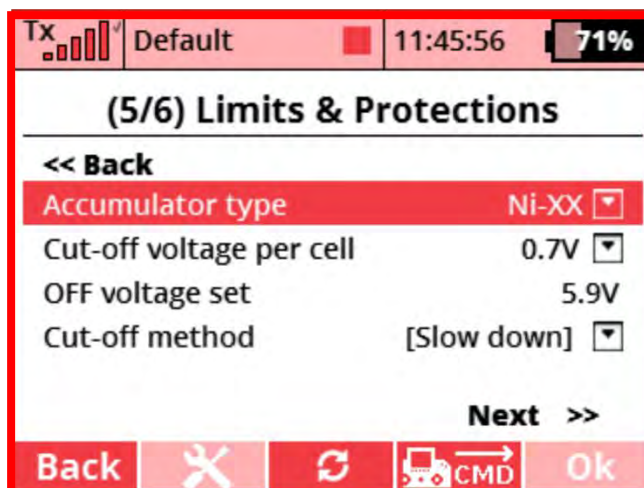 Tx Default 11:45:56 71%
(5/6) Limits & Protections
<< Back
Accumulator type Ni-XX
Cut-off voltage per cell 0.7V
OFF voltage set 5.9V
Cut-off method [Slow down]
Next >>
Back CMD Ok